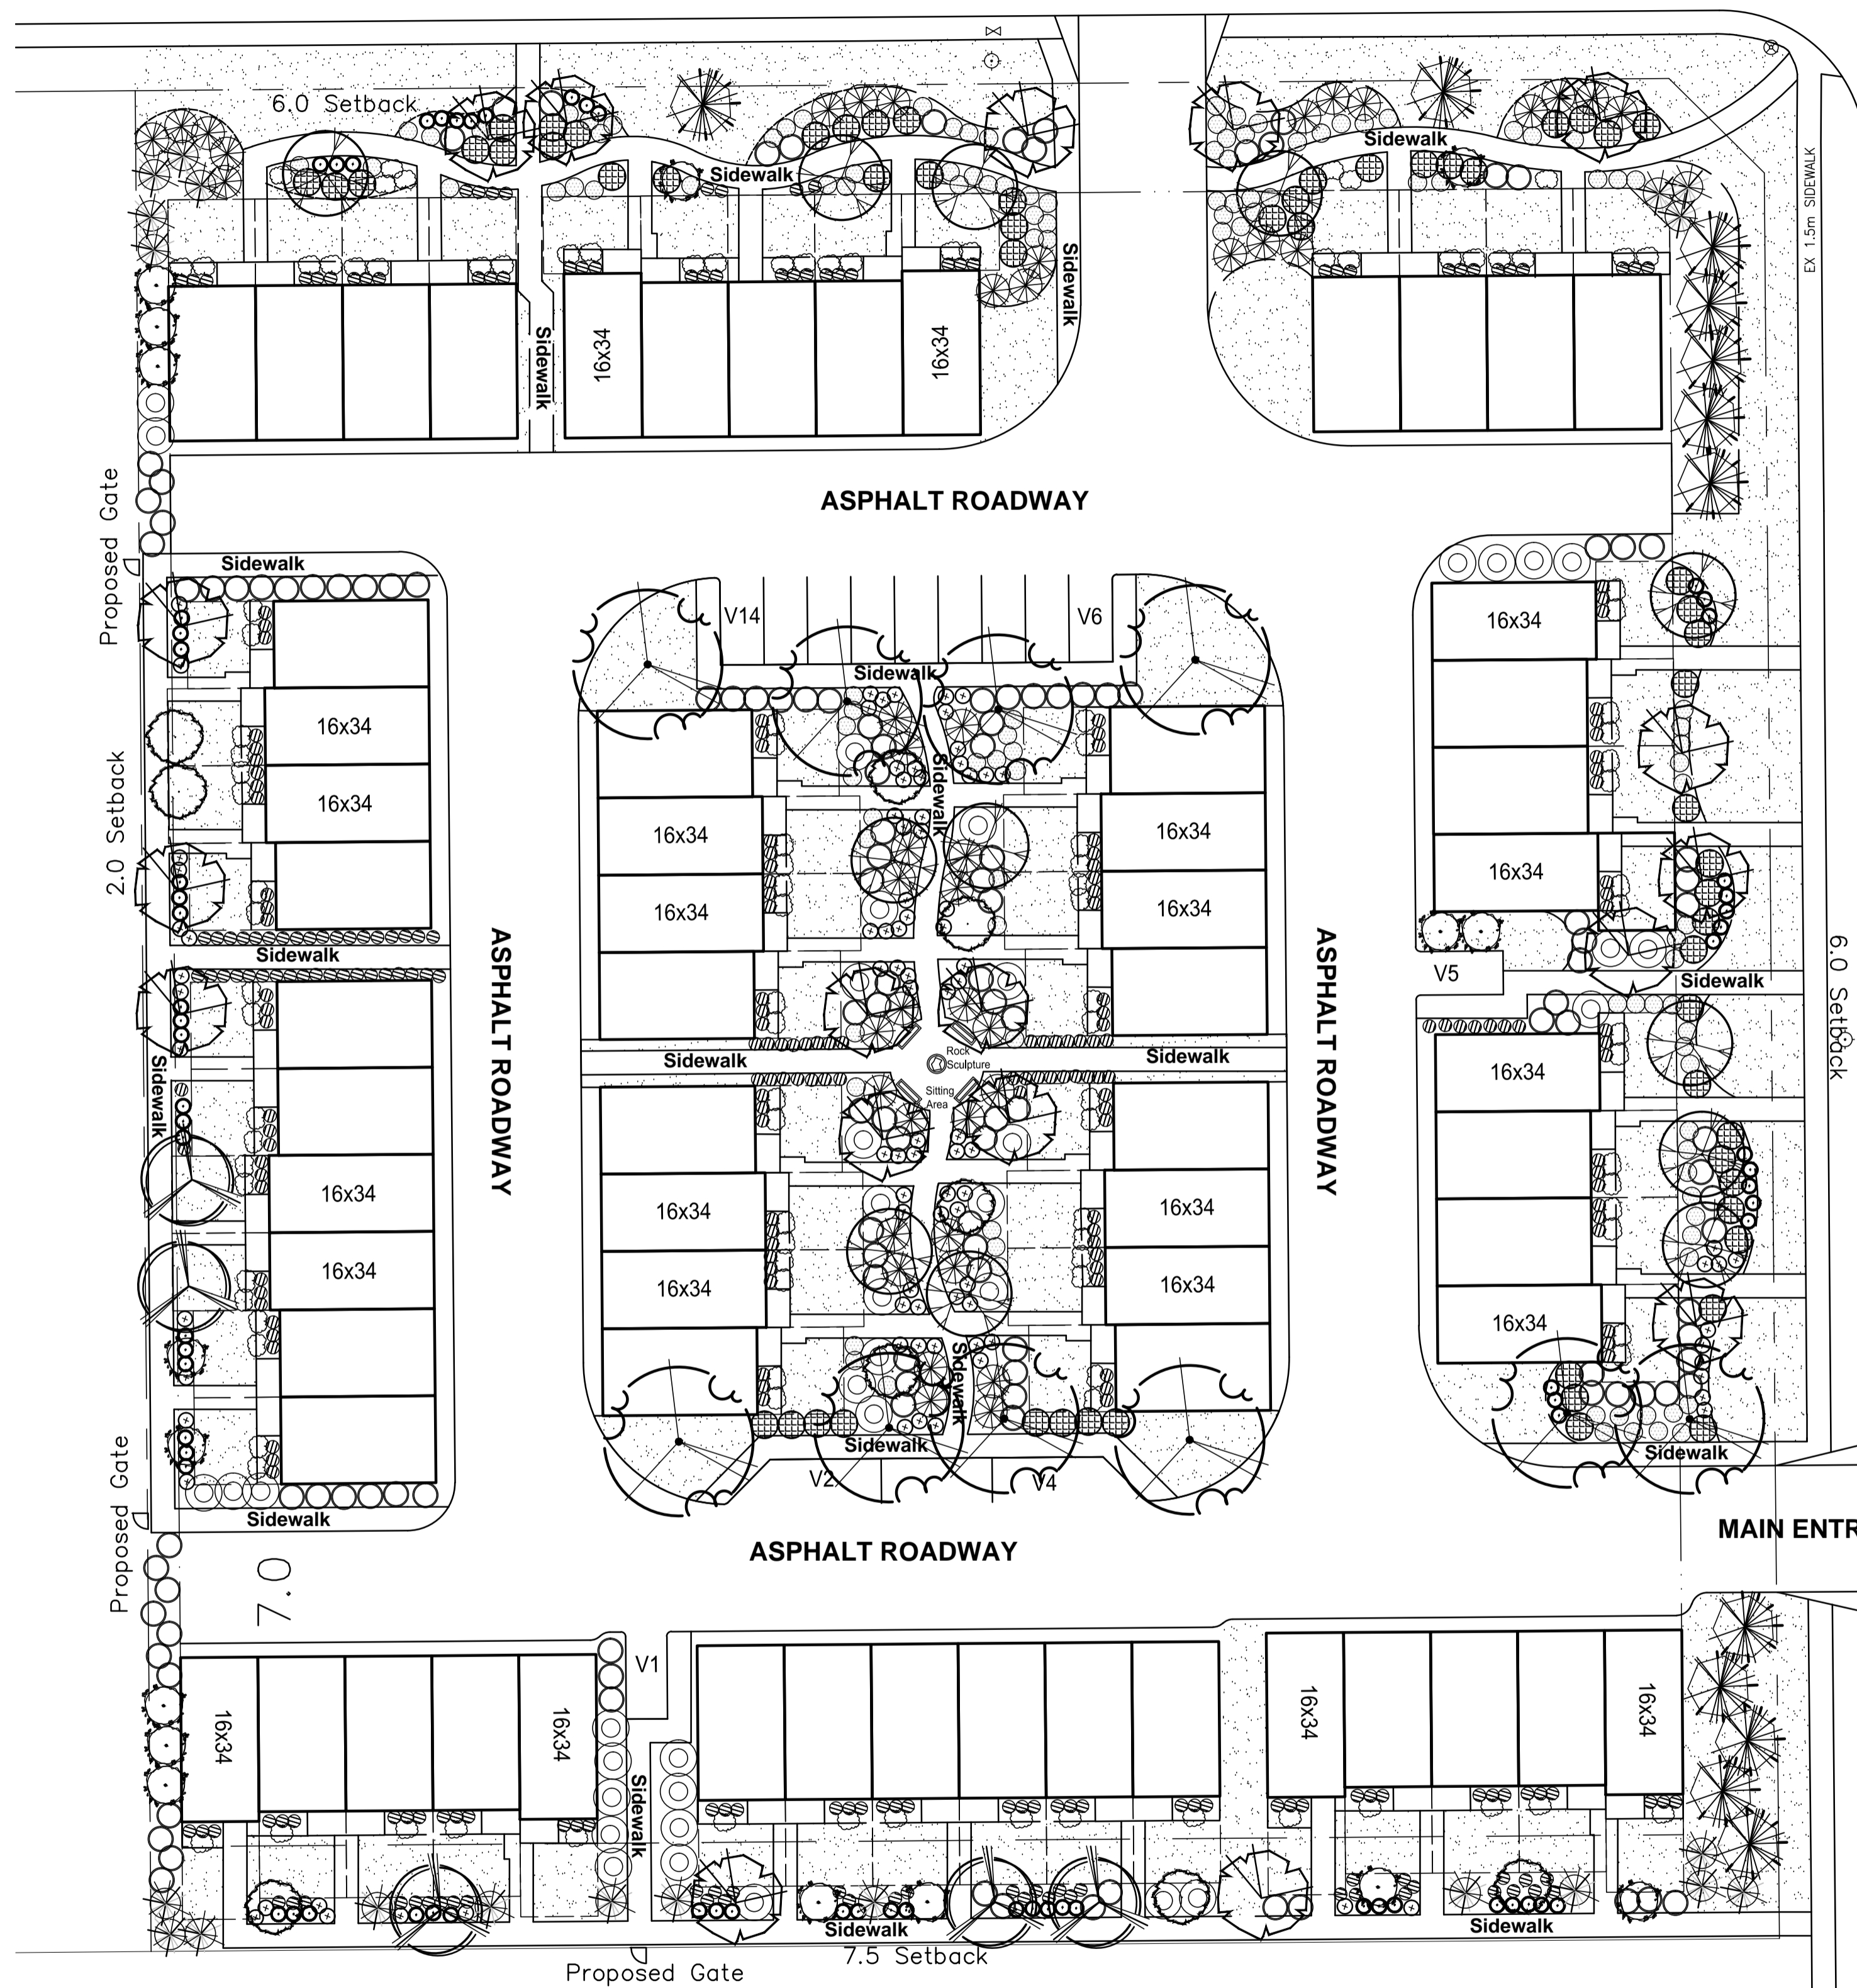 6.0 Setback
Sidewalk
Sidewalk
EX 1.5m SIDEWALK
Sidewalk
Sidewalk
16x34
16x34
ASPHALT ROADWAY
Proposed Gate
Sidewalk
V14
V6
16x34
Sidewalk
16x34
16x34
2.0 Setback
Sidewalk
16x34
16x34
16x34
16x34
16x34
Sidewalk
ASPHALT ROADWAY
ASPHALT ROADWAY
V5
Sidewalk
6.0 Setback
Sidewalk
Rock
Sculpture
Sidewalk
Sidewalk
Sitting
Area
16x34
16x34
16x34
16x34
16x34
16x34
16x34
16x34
Sidewalk
Sidewalk
V2
V4
Sidewalk
Proposed Gate
Sidewalk
MAIN ENTR
ASPHALT ROADWAY
7.0
V1
16x34
16x34
16x34
16x34
Sidewalk
Sidewalk
Sidewalk
7.5 Setback
Proposed Gate